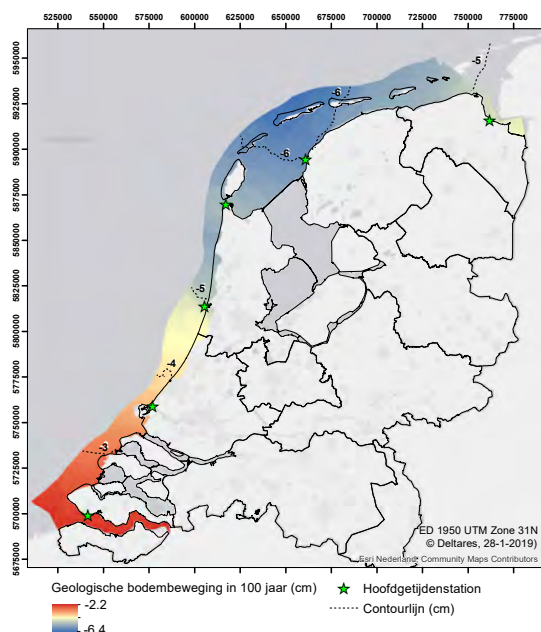 525000 550000 575000 600000 625000 650000 675000 700000 725000 750000 775000
5950000
5925000
5900000
5875000
5850000
5825000
5800000
5775000
5750000
5725000
5700000
5675000
-5
-6
-6
-5
-4
-3
ED 1950 UTM Zone 31N
© Deltares, 28-1-2019)
Esri Nederland, Community Maps Contributors
Geologische bodembeweging in 100 jaar (cm)
-2.2
-6.4
Hoofdgetijdenstation
Contourlijn (cm)